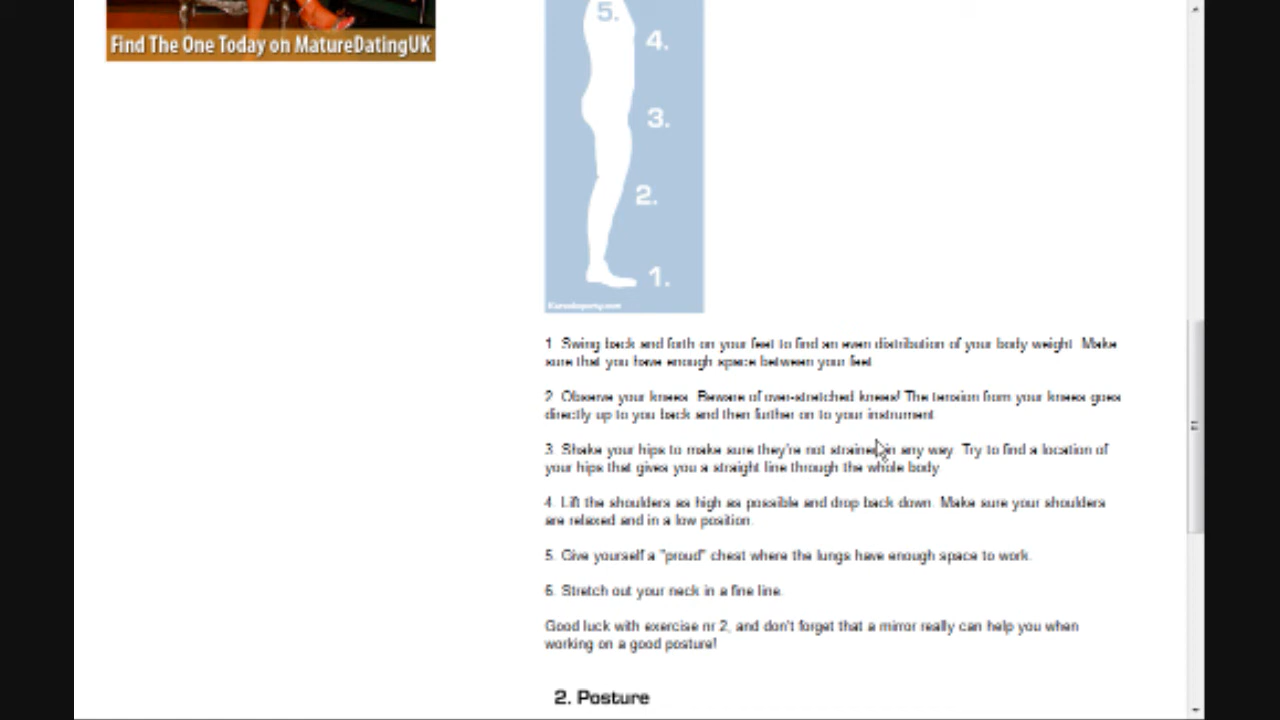 Find The One Today on MatureDatingUK
5.
4.
3.
2.
1.
1. Swing back and forth on your feet to find an even distribution of your body weight. Make
sure that you have enough space between your feet
2. Observe your knees. Beware of over-stretched knees! The tension from your knees goes
directly up to you back and then further on to your instrument
3. Shake your hips to make sure they're not strained in any way. Try to find a location of
your hips that gives you a straight line through the whole body
4. Lift the shoulders as high as possible and drop back down. Make sure your shoulders
are relaxed and in a low position.
5. Give yourself a "proud" chest where the lungs have enough space to work.
6. Stretch out your neck in a fine line.
Good luck with exercise nr 2, and don't forget that a mirror really can help you when
working on a good posture!
2. Posture